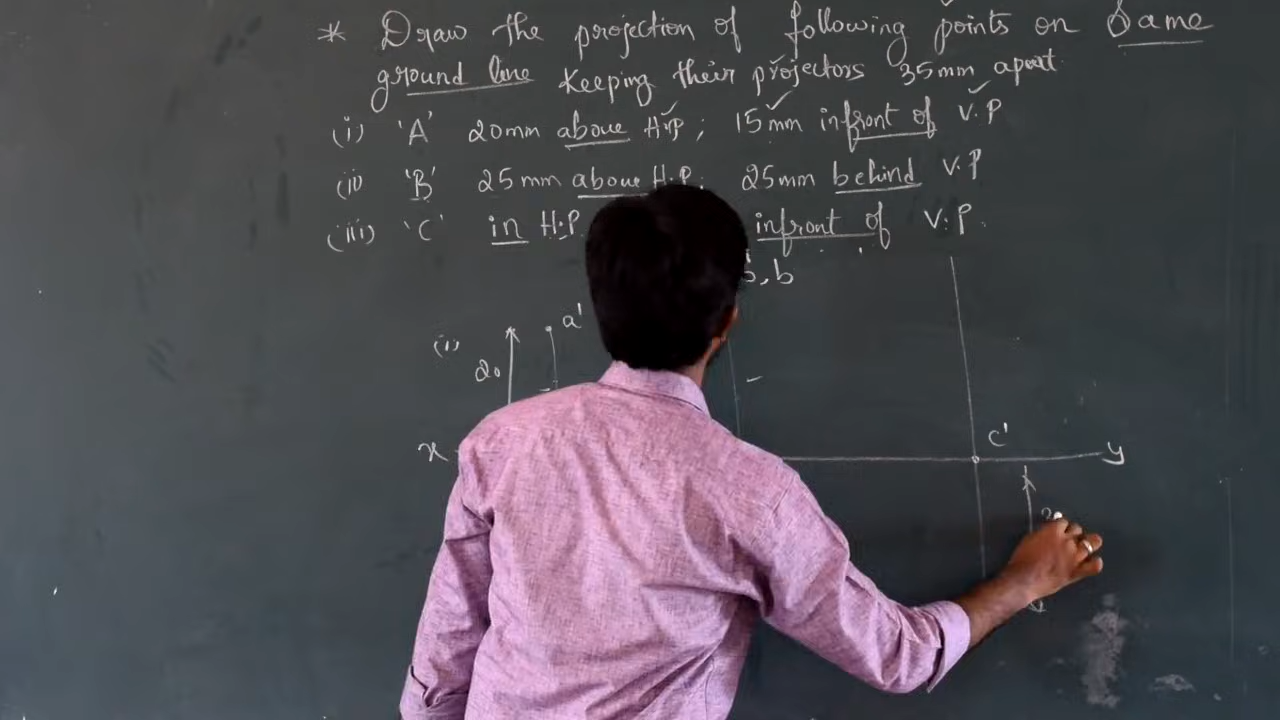 * Draw the projection of following points on Same
ground line Keeping their projectors 35mm apart
(i) 'A' 20mm above H.P; 15mm infront of V.P
(ii) 'B' 25mm above H.P; 25mm behind V.P
(iii) 'C' in H.P infront of V.P.
b', b
a'
(i)
20
x
c'
y